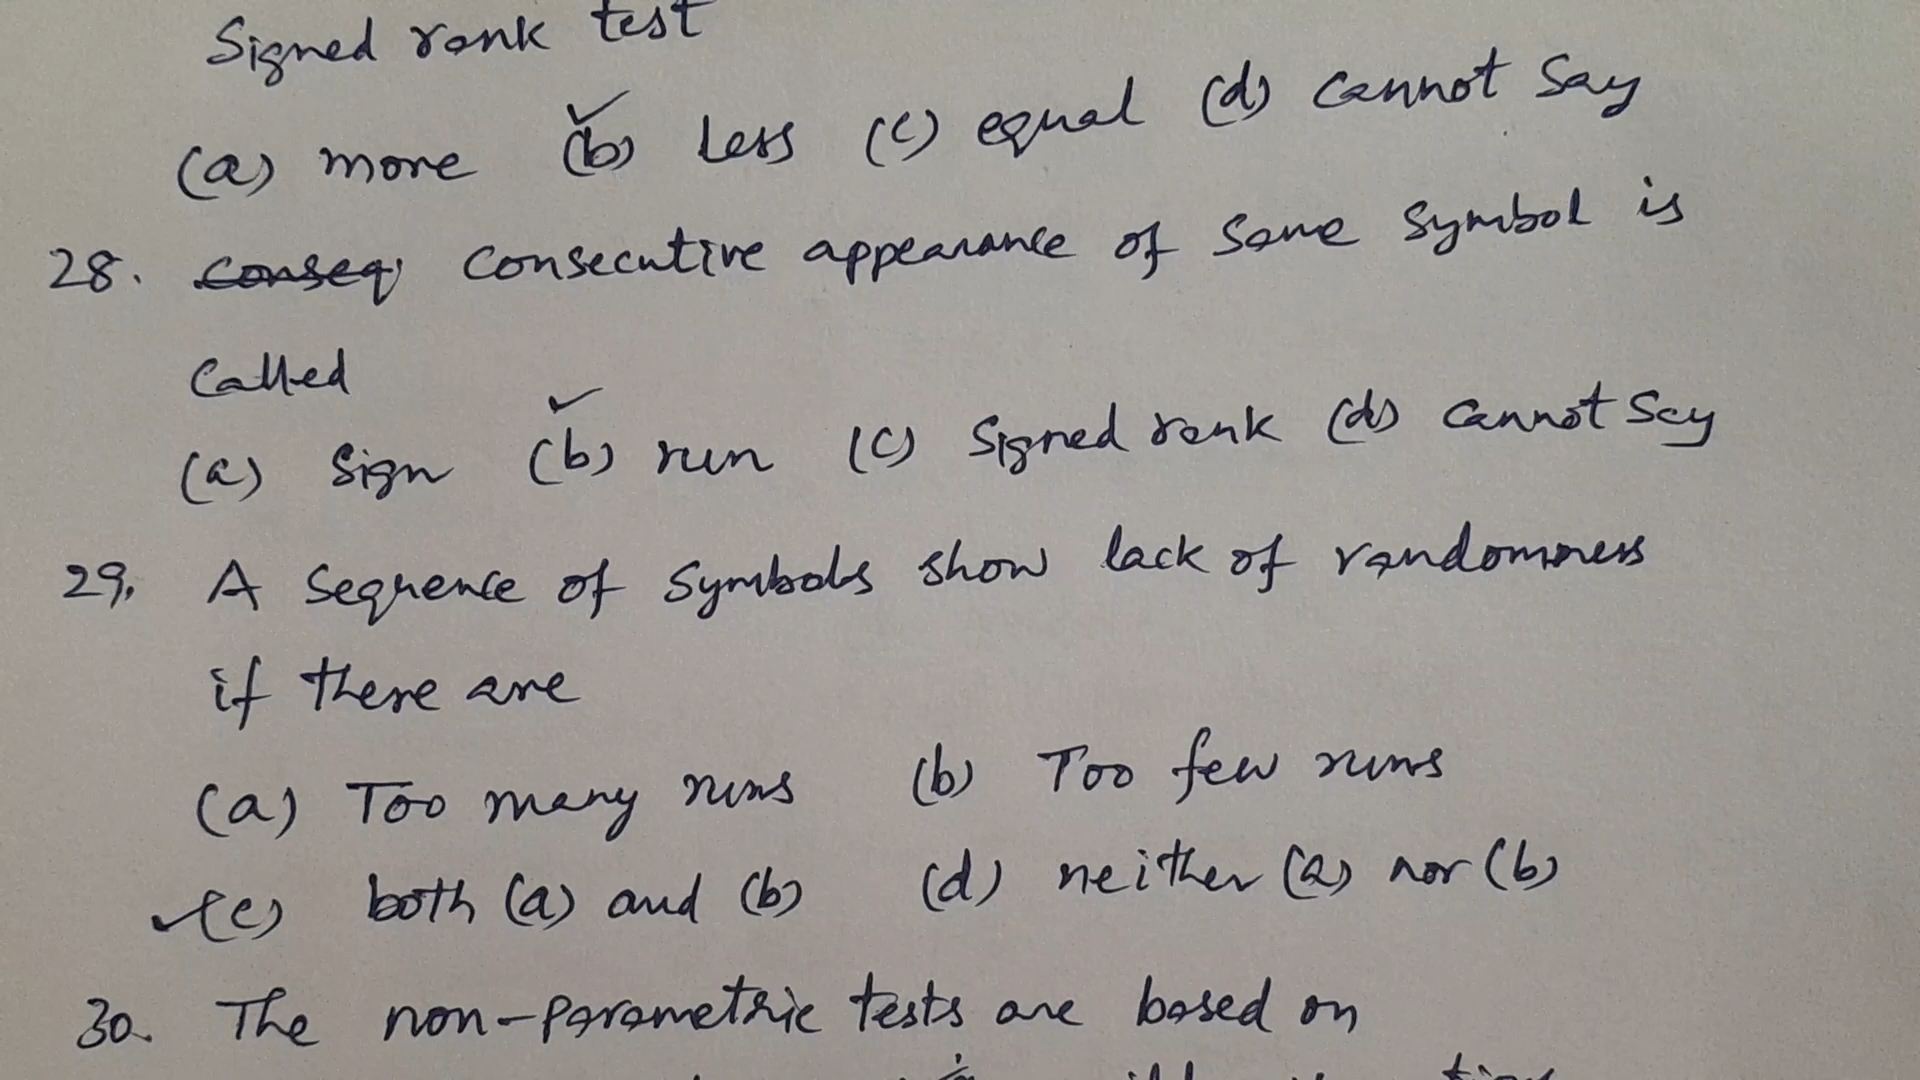 Signed rank test
(a) more (b) less (c) equal (d) cannot say
28. conseq consecutive appearance of same symbol is
called
(a) sign (b) run (c) signed rank (d) cannot say
29. A sequence of symbols show lack of randomness
if there are
(a) Too many runs (b) Too few runs
(c) both (a) and (b) (d) neither (a) nor (b)
30. The non-parametric tests are based on